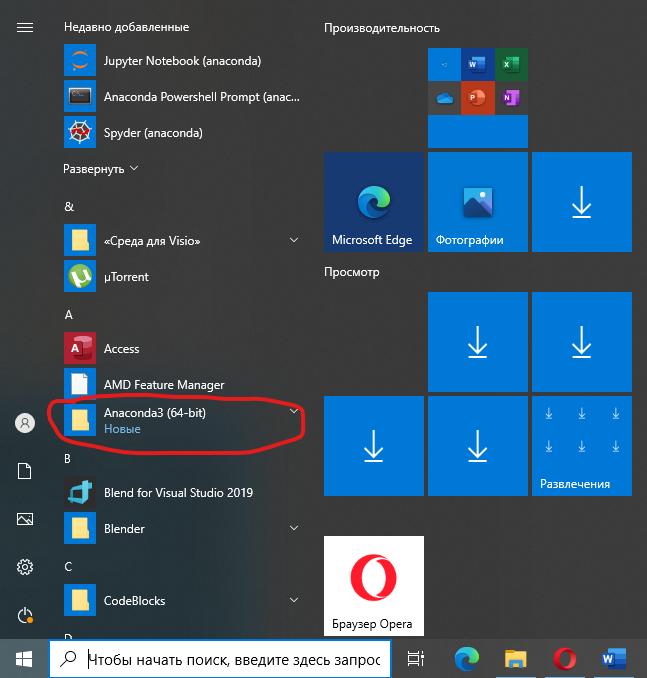 Недавно добавленные
Jupyter Notebook (anaconda)
Anaconda Powershell Prompt (anac...
Spyder (anaconda)
Развернуть
&
«Среда для Visio»
µTorrent
A
Access
AMD Feature Manager
Anaconda3 (64-bit)
Новые
B
Blend for Visual Studio 2019
Blender
C
CodeBlocks
D
Производительность
Microsoft Edge
Фотографии
Просмотр
Развлечения
Браузер Opera
Чтобы начать поиск, введите здесь запрос